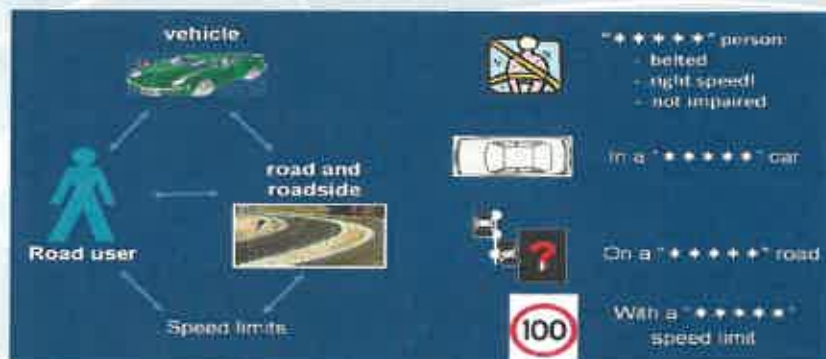 vehicle
road and
roadside
Road user
Speed limits
"★★★★★" person:
- belted
- right speed!
- not impaired
In a "★★★★★" car
?
On a "★★★★★" road
100
With a "★★★★★"
speed limit